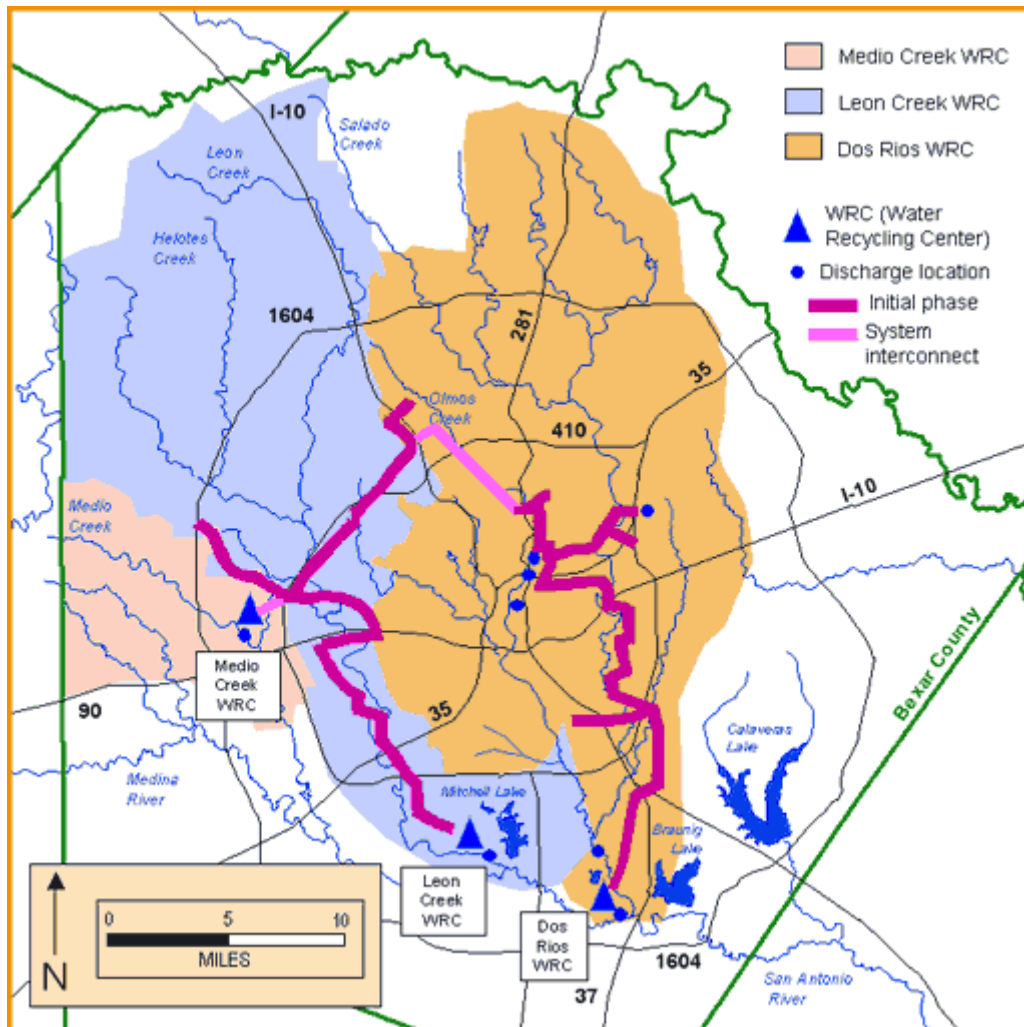 Medio Creek WRC
Leon Creek WRC
Dos Rios WRC
WRC (Water
Recycling Center)
Discharge location
Initial phase
System
interconnect
I-10
Salado
Creek
Leon
Creek
Helotes
Creek
1604
281
35
Olmos
Creek
410
I-10
Medio
Creek
Medio
Creek
WRC
90
35
Bexar County
Calaveras
Lake
Medina
River
Mitchell Lake
Braunig
Lake
Leon
Creek
WRC
Dos
Rios
WRC
1604
37
San Antonio
River
0
5
10
MILES
N